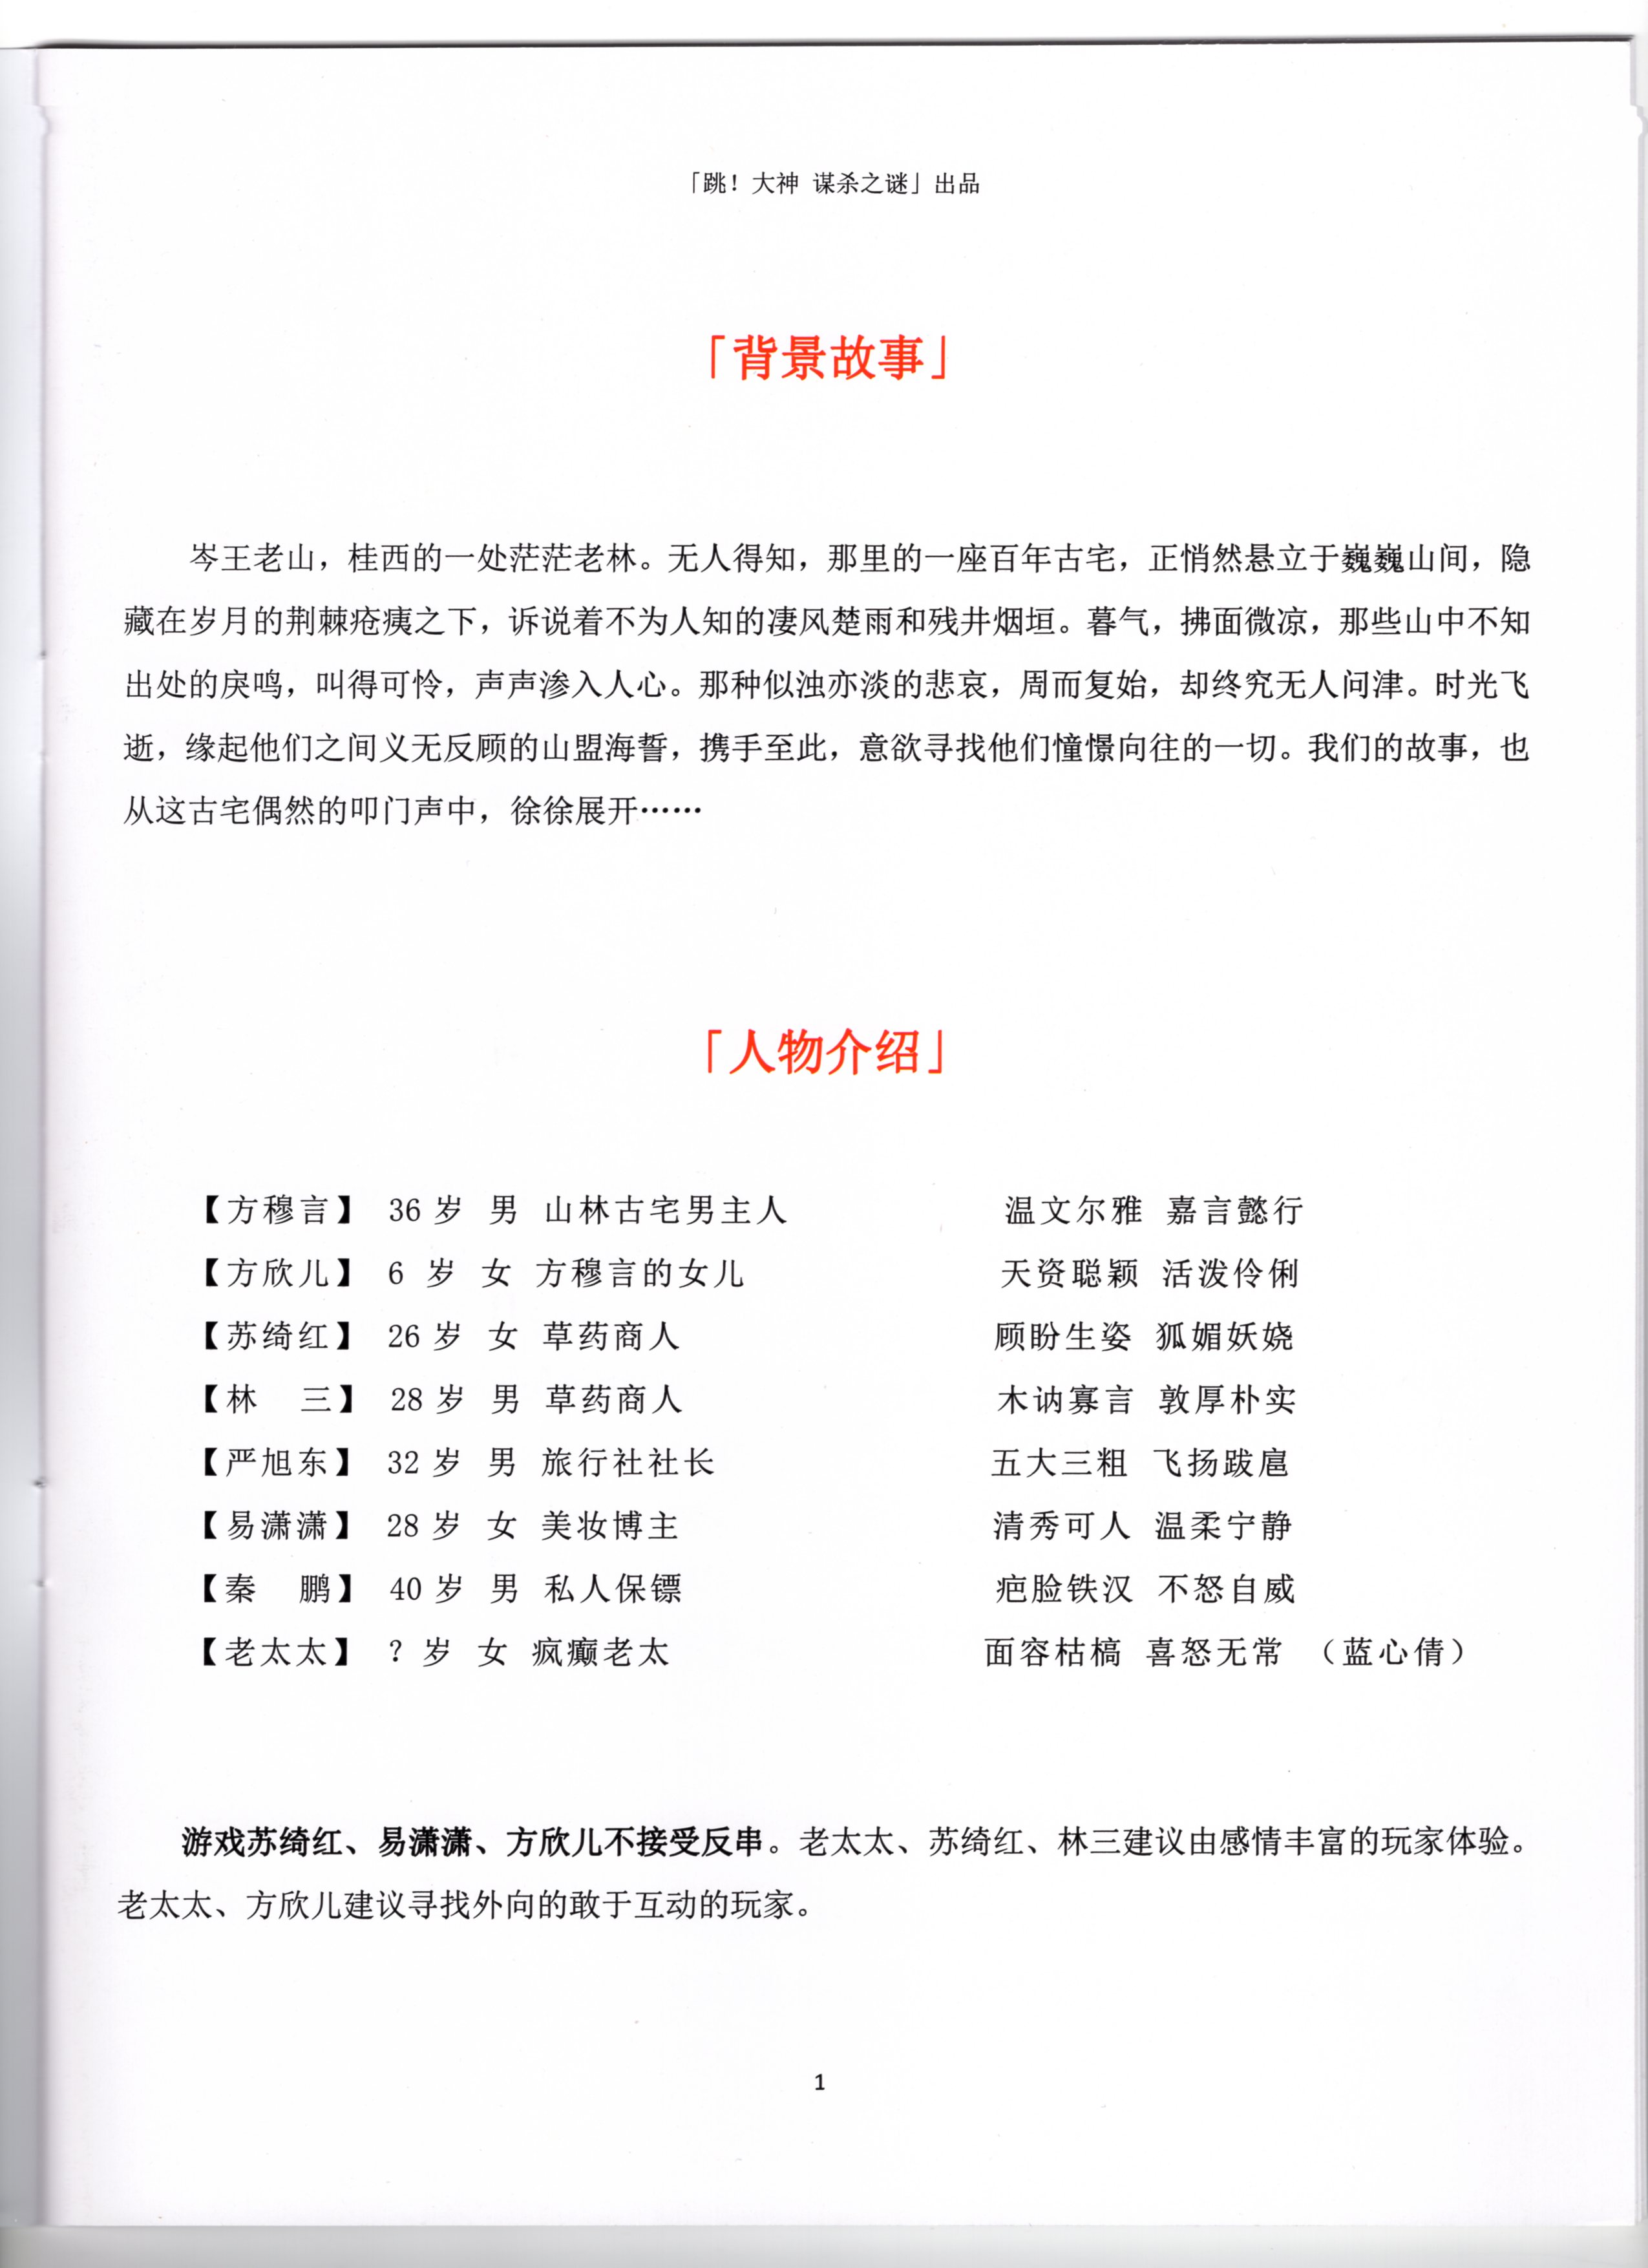 「跳！大神 谋杀之谜」出品
「背景故事」
岑王老山，桂西的一处茫茫老林。无人得知，那里的一座百年古宅，正悄然悬立于巍巍山间，隐
藏在岁月的荆棘疮痍之下，诉说着不为人知的凄风楚雨和残井烟垣。暮气，拂面微凉，那些山中不知
出处的戾鸣，叫得可怜，声声渗入人心。那种似浊亦淡的悲哀，周而复始，却终究无人问津。时光飞
逝，缘起他们之间义无反顾的山盟海誓，携手至此，意欲寻找他们憧憬向往的一切。我们的故事，也
从这古宅偶然的叩门声中，徐徐展开……
「人物介绍」
【方穆言】 36 岁 男 山林古宅男主人 温文尔雅 嘉言懿行
【方欣儿】 6 岁 女 方穆言的女儿 天资聪颖 活泼伶俐
【苏绮红】 26 岁 女 草药商人 顾盼生姿 狐媚妖娆
【林 三】 28 岁 男 草药商人 木讷寡言 敦厚朴实
【严旭东】 32 岁 男 旅行社社长 五大三粗 飞扬跋扈
【易潇潇】 28 岁 女 美妆博主 清秀可人 温柔宁静
【秦 鹏】 40 岁 男 私人保镖 疤脸铁汉 不怒自威
【老太太】 ? 岁 女 疯癫老太 面容枯槁 喜怒无常 （蓝心倩）
游戏苏绮红、易潇潇、方欣儿不接受反串。老太太、苏绮红、林三建议由感情丰富的玩家体验。
老太太、方欣儿建议寻找外向的敢于互动的玩家。
1